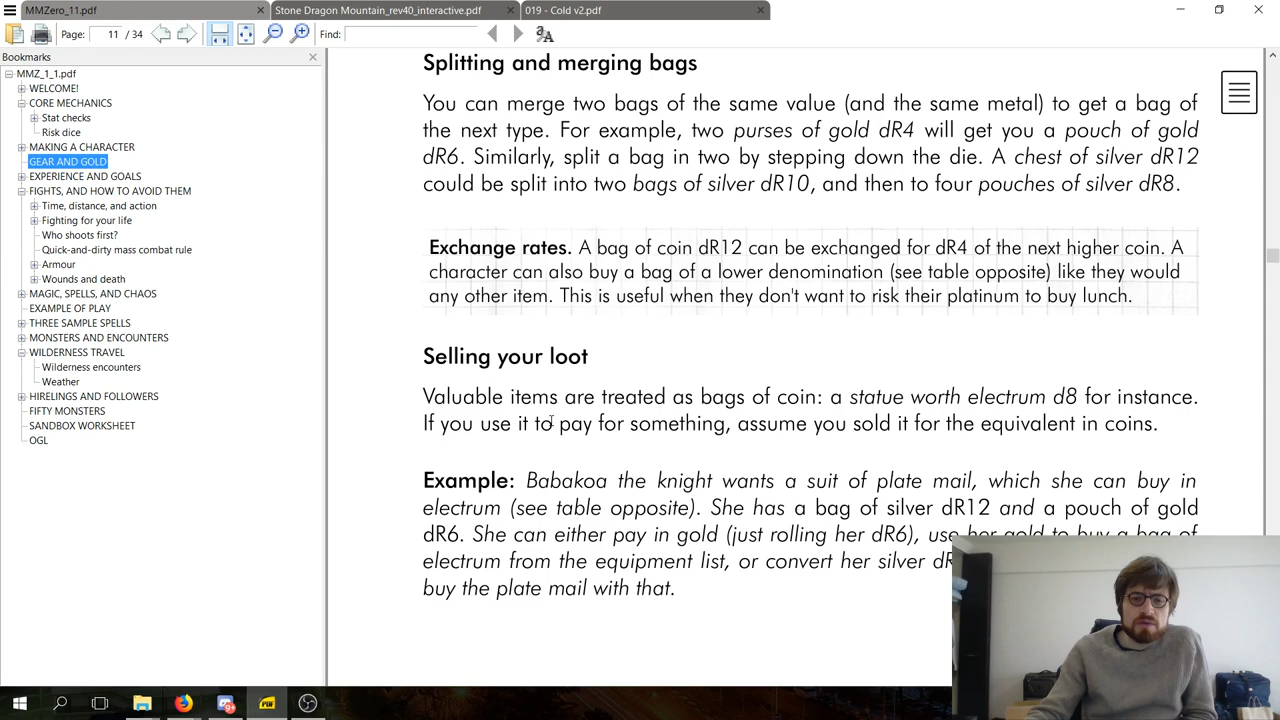 MMZero_11.pdf
Stone Dragon Mountain_rev40_interactive.pdf
019 - Cold v2.pdf
Page: 11 / 34
Find:
Bookmarks
MMZ_1_1.pdf
WELCOME!
CORE MECHANICS
Stat checks
Risk dice
MAKING A CHARACTER
GEAR AND GOLD
EXPERIENCE AND GOALS
FIGHTS, AND HOW TO AVOID THEM
Time, distance, and action
Fighting for your life
Who shoots first?
Quick-and-dirty mass combat rule
Armour
Wounds and death
MAGIC, SPELLS, AND CHAOS
EXAMPLE OF PLAY
THREE SAMPLE SPELLS
MONSTERS AND ENCOUNTERS
WILDERNESS TRAVEL
Wilderness encounters
Weather
HIRELINGS AND FOLLOWERS
FIFTY MONSTERS
SANDBOX WORKSHEET
OGL
Splitting and merging bags
You can merge two bags of the same value (and the same metal) to get a bag of
the next type. For example, two purses of gold dR4 will get you a pouch of gold
dR6. Similarly, split a bag in two by stepping down the die. A chest of silver dR12
could be split into two bags of silver dR10, and then to four pouches of silver dR8.
Exchange rates. A bag of coin dR12 can be exchanged for dR4 of the next higher coin. A
character can also buy a bag of a lower denomination (see table opposite) like they would
any other item. This is useful when they don't want to risk their platinum to buy lunch.
Selling your loot
Valuable items are treated as bags of coin: a statue worth electrum d8 for instance.
If you use it to pay for something, assume you sold it for the equivalent in coins.
Example: Babakoa the knight wants a suit of plate mail, which she can buy in
electrum (see table opposite). She has a bag of silver dR12 and a pouch of gold
dR6. She can either pay in gold (just rolling her dR6), use her gold to buy a bag of
electrum from the equipment list, or convert her silver
buy the plate mail with that.
PDF